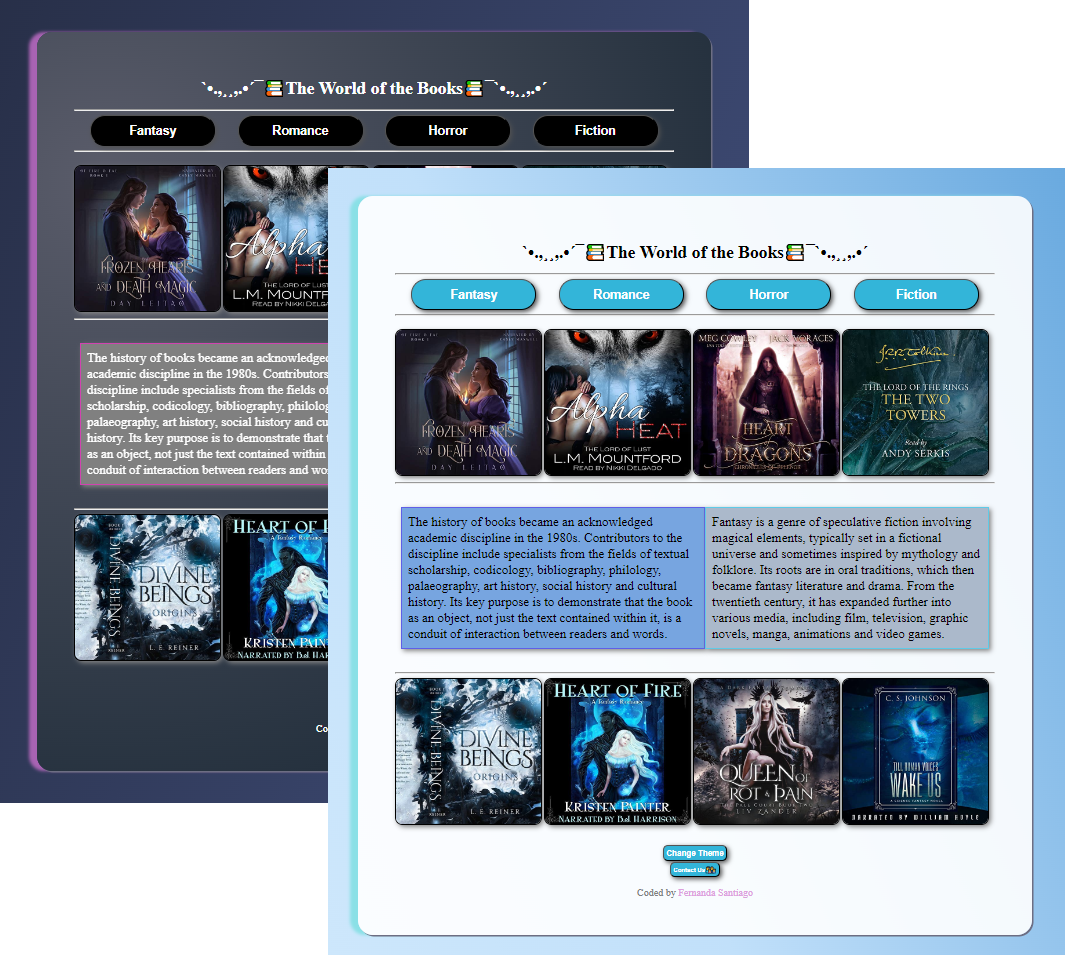 `•.,¸¸,.•´¯📚The World of the Books📚¯`•.,¸¸,.•´
Fantasy Romance Horror Fiction
FROZEN HEARTS
AND DEATH MAGIC
DAY LEITAO
Alpha
HE
THE LORD OF LUST
L.M. MOUNTF
READ BY NIKKI DELGA
The history of books became an acknowledged
academic discipline in the 1980s. Contributors
discipline include specialists from the fields of
scholarship, codicology, bibliography, philolog
palaeography, art history, social history and cu
history. Its key purpose is to demonstrate that t
as an object, not just the text contained within
conduit of interaction between readers and wo
DIVINE BEINGS
DIVINE
BEINGS
ORIGINS
L. E. REINER
HEART OF F
KRISTEN PAIN
NARRATED BY B.J. HAR
Co
`•.,¸¸,.•´¯📚The World of the Books📚¯`•.,¸¸,.•´
Fantasy Romance Horror Fiction
FROZEN HEARTS
AND DEATH MAGIC
DAY LEITAO
Alpha
HEAT
THE LORD OF LUST
L.M. MOUNTFORD
READ BY NIKKI DELGADO
MEG COWLEY JACK VORACES
HEART
OF
DRAGONS
THE LORD OF THE RINGS
THE TWO
TOWERS
Read by
ANDY SERKIS
The history of books became an acknowledged
academic discipline in the 1980s. Contributors to the
discipline include specialists from the fields of textual
scholarship, codicology, bibliography, philology,
palaeography, art history, social history and cultural
history. Its key purpose is to demonstrate that the book
as an object, not just the text contained within it, is a
conduit of interaction between readers and words.
Fantasy is a genre of speculative fiction involving
magical elements, typically set in a fictional
universe and sometimes inspired by mythology and
folklore. Its roots are in oral traditions, which then
became fantasy literature and drama. From the
twentieth century, it has expanded further into
various media, including film, television, graphic
novels, manga, animations and video games.
DIVINE BEINGS
DIVINE
BEINGS
ORIGINS
L. E. REINER
HEART OF FIRE
A Fantasy Romance
KRISTEN PAINTER
NARRATED BY B.J. HARRISON
QUEEN OF
ROT & PAIN
LIV ZANDER
C. S. JOHNSON
TILL HUMAN VOICES
WAKE US
NARRATED BY WILLIAM BOYLE
Change Theme
Contact Us
Coded by Fernanda Santiago